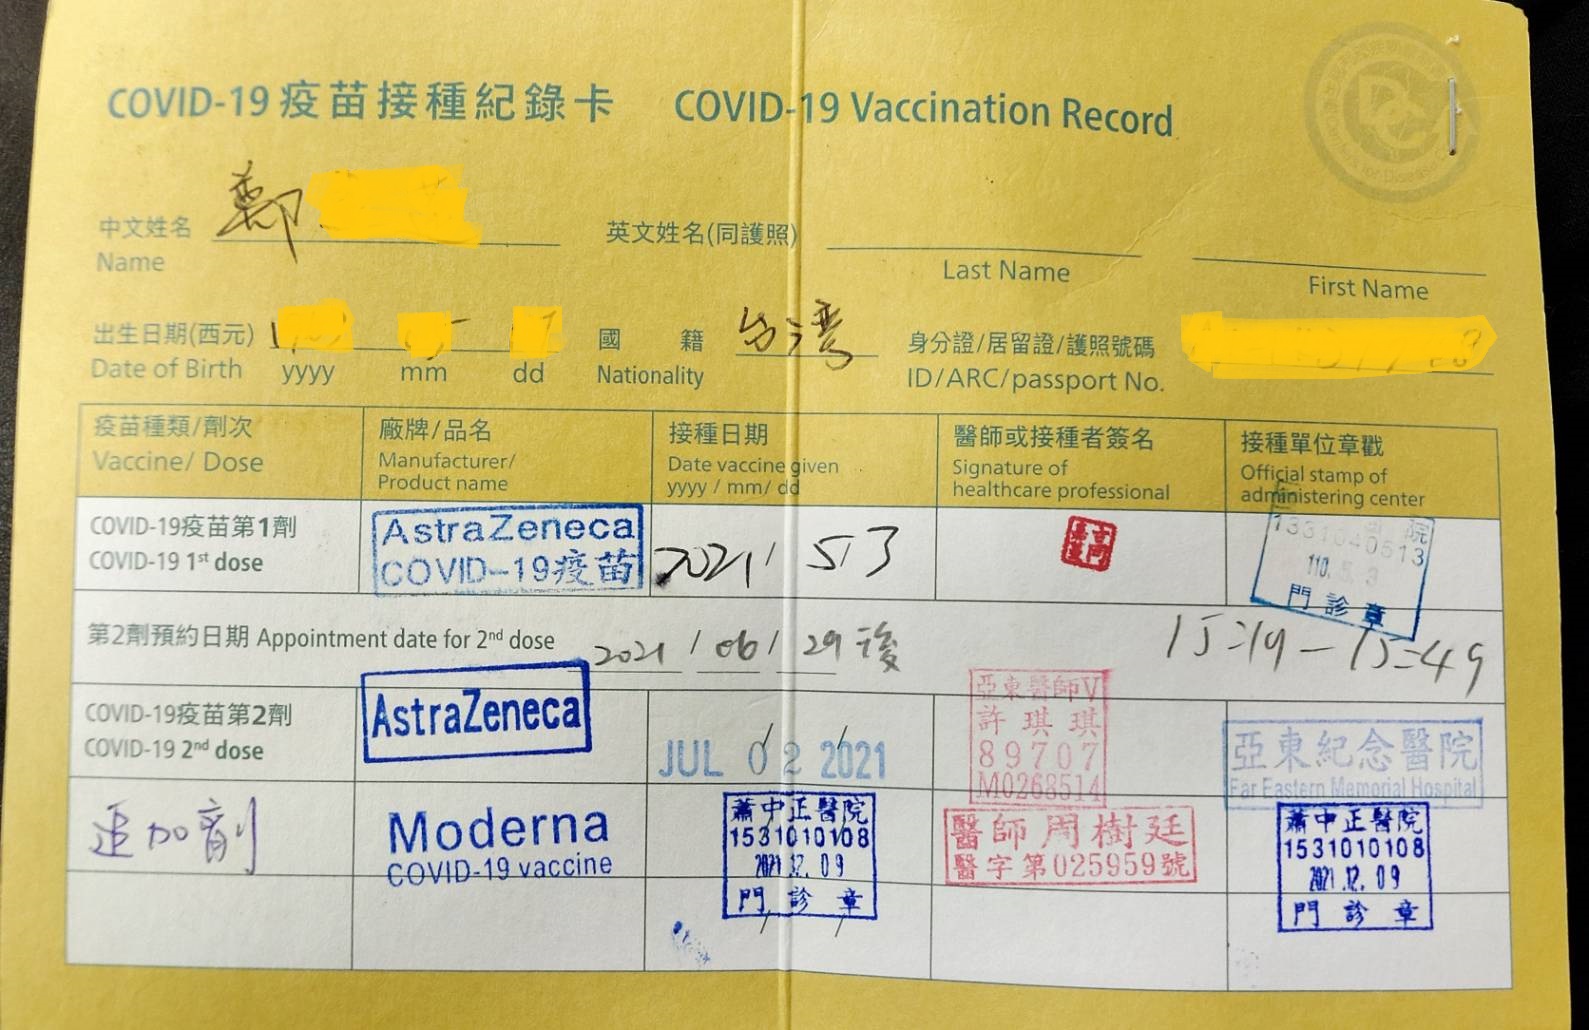 COVID-19 疫苗接種紀錄卡 COVID-19 Vaccination Record
中文姓名 鄭 英文姓名(同護照)
Name Last Name First Name
出生日期(西元) 國籍 台湾 身分證/居留證/護照號碼
Date of Birth yyyy mm dd Nationality ID/ARC/passport No.
疫苗種類/劑次 廠牌/品名 接種日期 醫師或接種者簽名 接種單位章戳
Vaccine/ Dose Manufacturer/ Date vaccine given Signature of Official stamp of
Product name yyyy / mm/ dd healthcare professional administering center
COVID-19疫苗第1劑 AstraZeneca
COVID-19 1st dose COVID-19疫苗 2021/ 5/3
院
1331040513
110. 5. 3
門診章
第2劑預約日期 Appointment date for 2nd dose 2021 / 06 / 29 後 15:19 - 15:49
COVID-19疫苗第2劑 AstraZeneca
COVID-19 2nd dose JUL 02 2021
亞東醫師V
許琪琪
89707
M0268514
亞東紀念醫院
Far Eastern Memorial Hospital
追加劑 Moderna
COVID-19 vaccine
蕭中正醫院
1531010108
2021.12.09
門診章
醫師周樹廷
醫字第025959號
蕭中正醫院
1531010108
2021.12.09
門診章